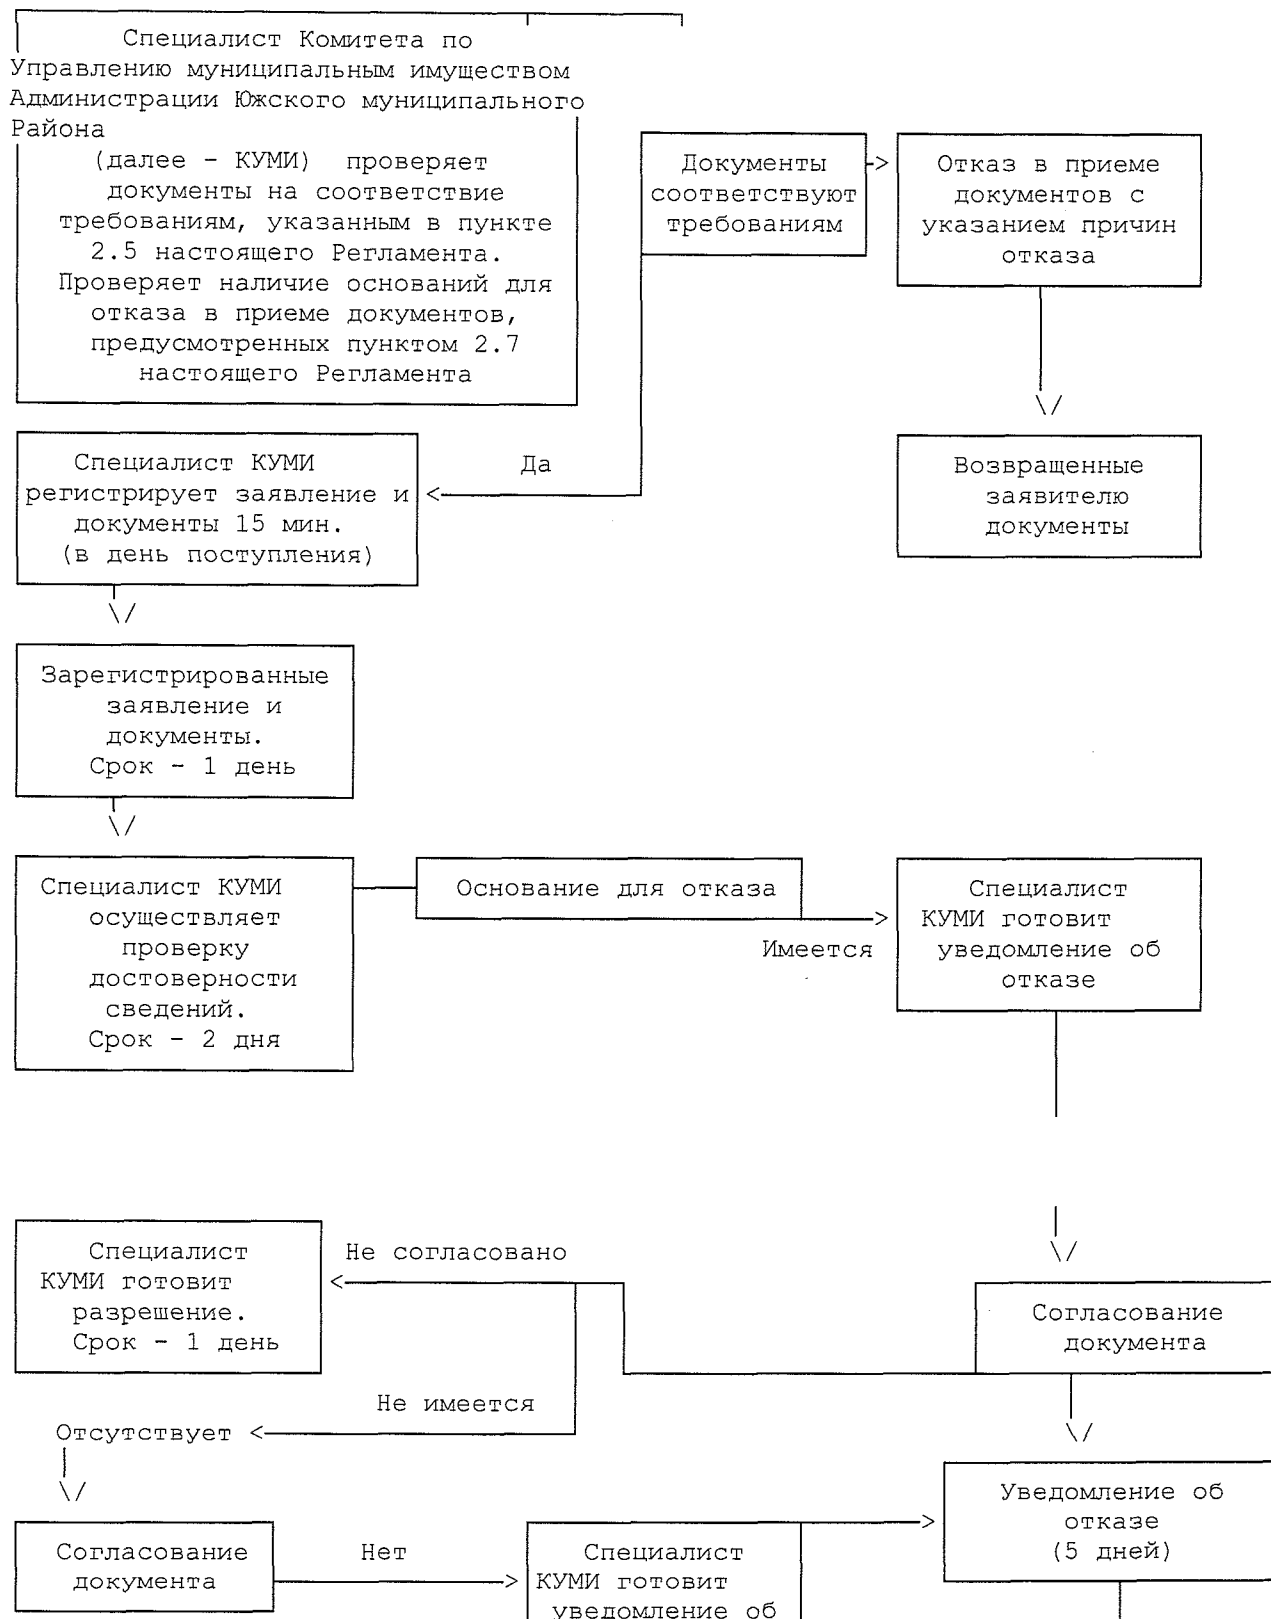 Специалист Комитета по
Управлению муниципальным имуществом
Администрации Южского муниципального
Района
(далее - КУМИ) проверяет
документы на соответствие
требованиям, указанным в пункте
2.5 настоящего Регламента.
Проверяет наличие оснований для
отказа в приеме документов,
предусмотренных пунктом 2.7
настоящего Регламента
Документы
соответствуют
требованиям
Отказ в приеме
документов с
указанием причин
отказа
Возвращенные
заявителю
документы
Да
Специалист КУМИ
регистрирует заявление и
документы 15 мин.
(в день поступления)
Зарегистрированные
заявление и
документы.
Срок - 1 день
Специалист КУМИ
осуществляет
проверку
достоверности
сведений.
Срок - 2 дня
Основание для отказа
Имеется
Специалист
КУМИ готовит
уведомление об
отказе
Специалист
КУМИ готовит
разрешение.
Срок - 1 день
Не согласовано
Согласование
документа
Не имеется
Отсутствует
Уведомление об
отказе
(5 дней)
Согласование
документа
Нет
Специалист
КУМИ готовит
уведомление об